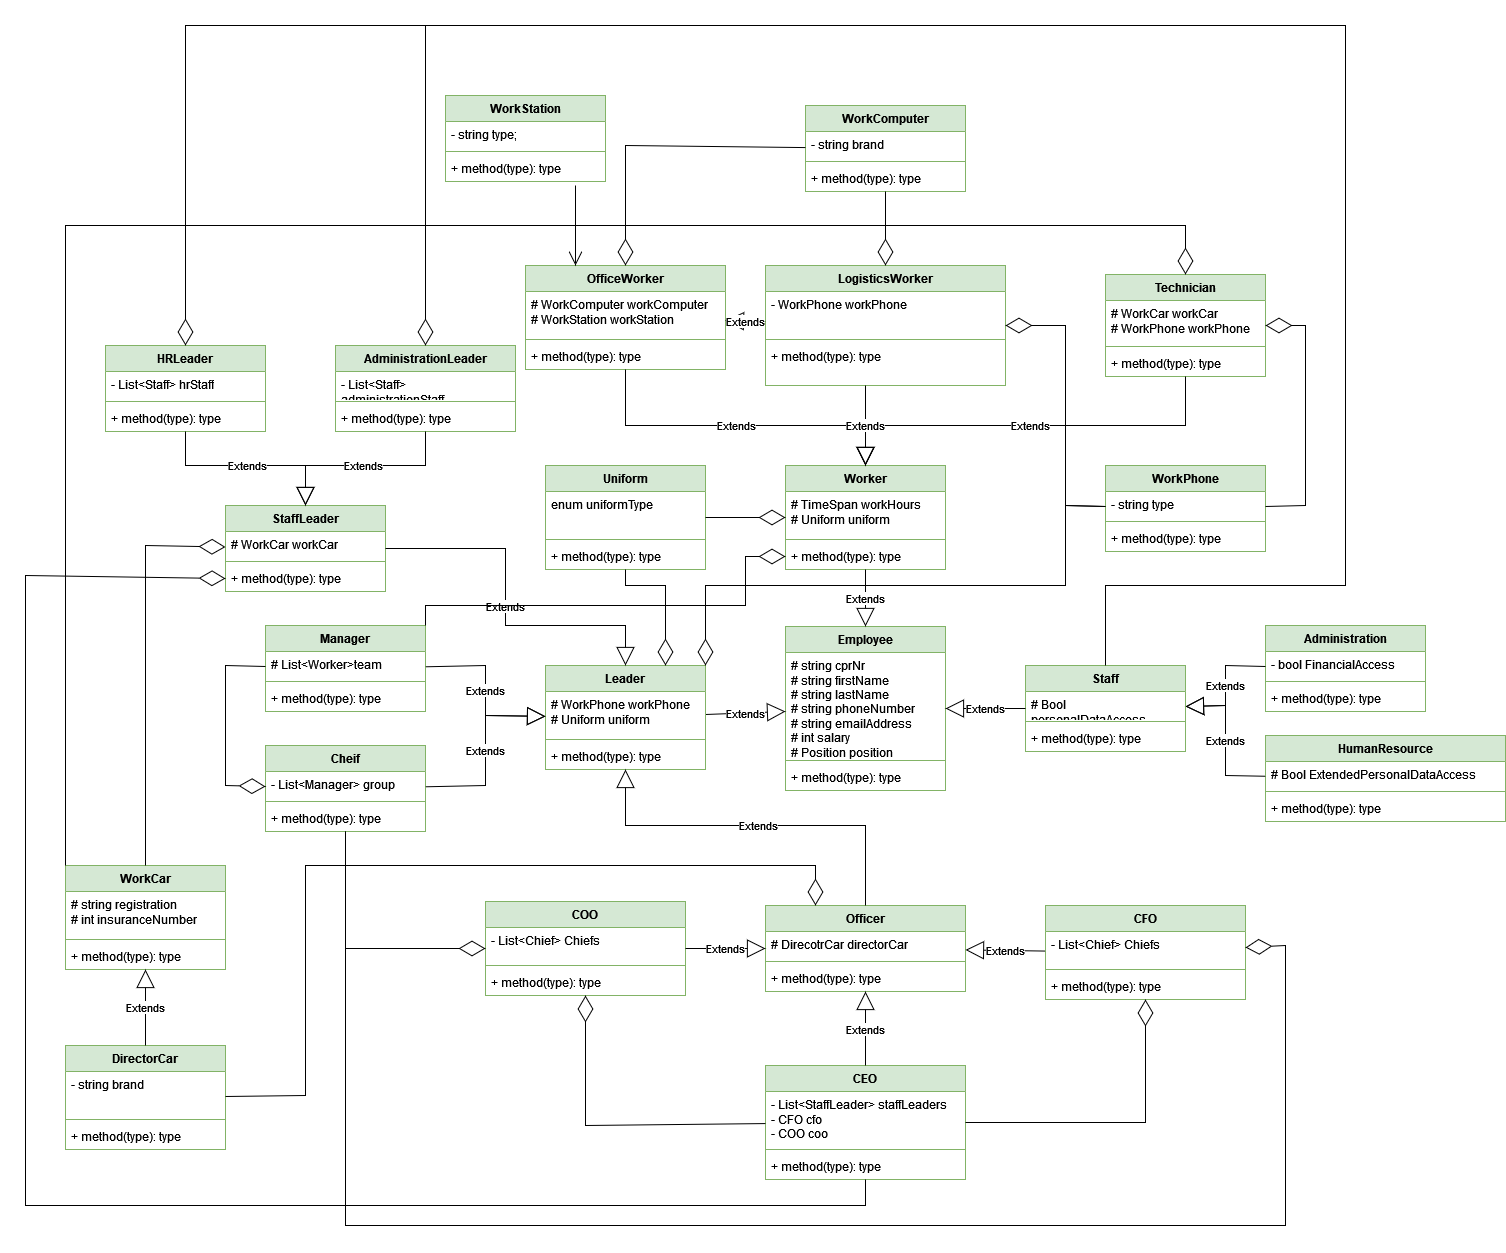 WorkStation
- string type;
+ method(type): type
WorkComputer
- string brand
+ method(type): type
OfficeWorker
# WorkComputer workComputer
# WorkStation workStation
+ method(type): type
Extends
LogisticsWorker
- WorkPhone workPhone
+ method(type): type
Technician
# WorkCar workCar
# WorkPhone workPhone
+ method(type): type
HRLeader
- List<Staff> hrStaff
+ method(type): type
AdministrationLeader
- List<Staff>
administrationStaff
+ method(type): type
Extends
Extends
Extends
Extends
Extends
StaffLeader
# WorkCar workCar
+ method(type): type
Uniform
enum uniformType
+ method(type): type
Worker
# TimeSpan workHours
# Uniform uniform
+ method(type): type
WorkPhone
- string type
+ method(type): type
Extends
Extends
Manager
# List<Worker>team
+ method(type): type
Extends
Leader
# WorkPhone workPhone
# Uniform uniform
+ method(type): type
Extends
Employee
# string cprNr
# string firstName
# string lastName
# string phoneNumber
# string emailAddress
# int salary
# Position position
+ method(type): type
Extends
Staff
# Bool
personalDataAccess
+ method(type): type
Extends
Administration
- bool FinancialAccess
+ method(type): type
Extends
HumanResource
# Bool ExtendedPersonalDataAccess
+ method(type): type
Cheif
- List<Manager> group
+ method(type): type
Extends
Extends
WorkCar
# string registration
# int insuranceNumber
+ method(type): type
COO
- List<Chief> Chiefs
+ method(type): type
Extends
Officer
# DirecotrCar directorCar
+ method(type): type
Extends
CFO
- List<Chief> Chiefs
+ method(type): type
Extends
Extends
DirectorCar
- string brand
+ method(type): type
CEO
- List<StaffLeader> staffLeaders
- CFO cfo
- COO coo
+ method(type): type